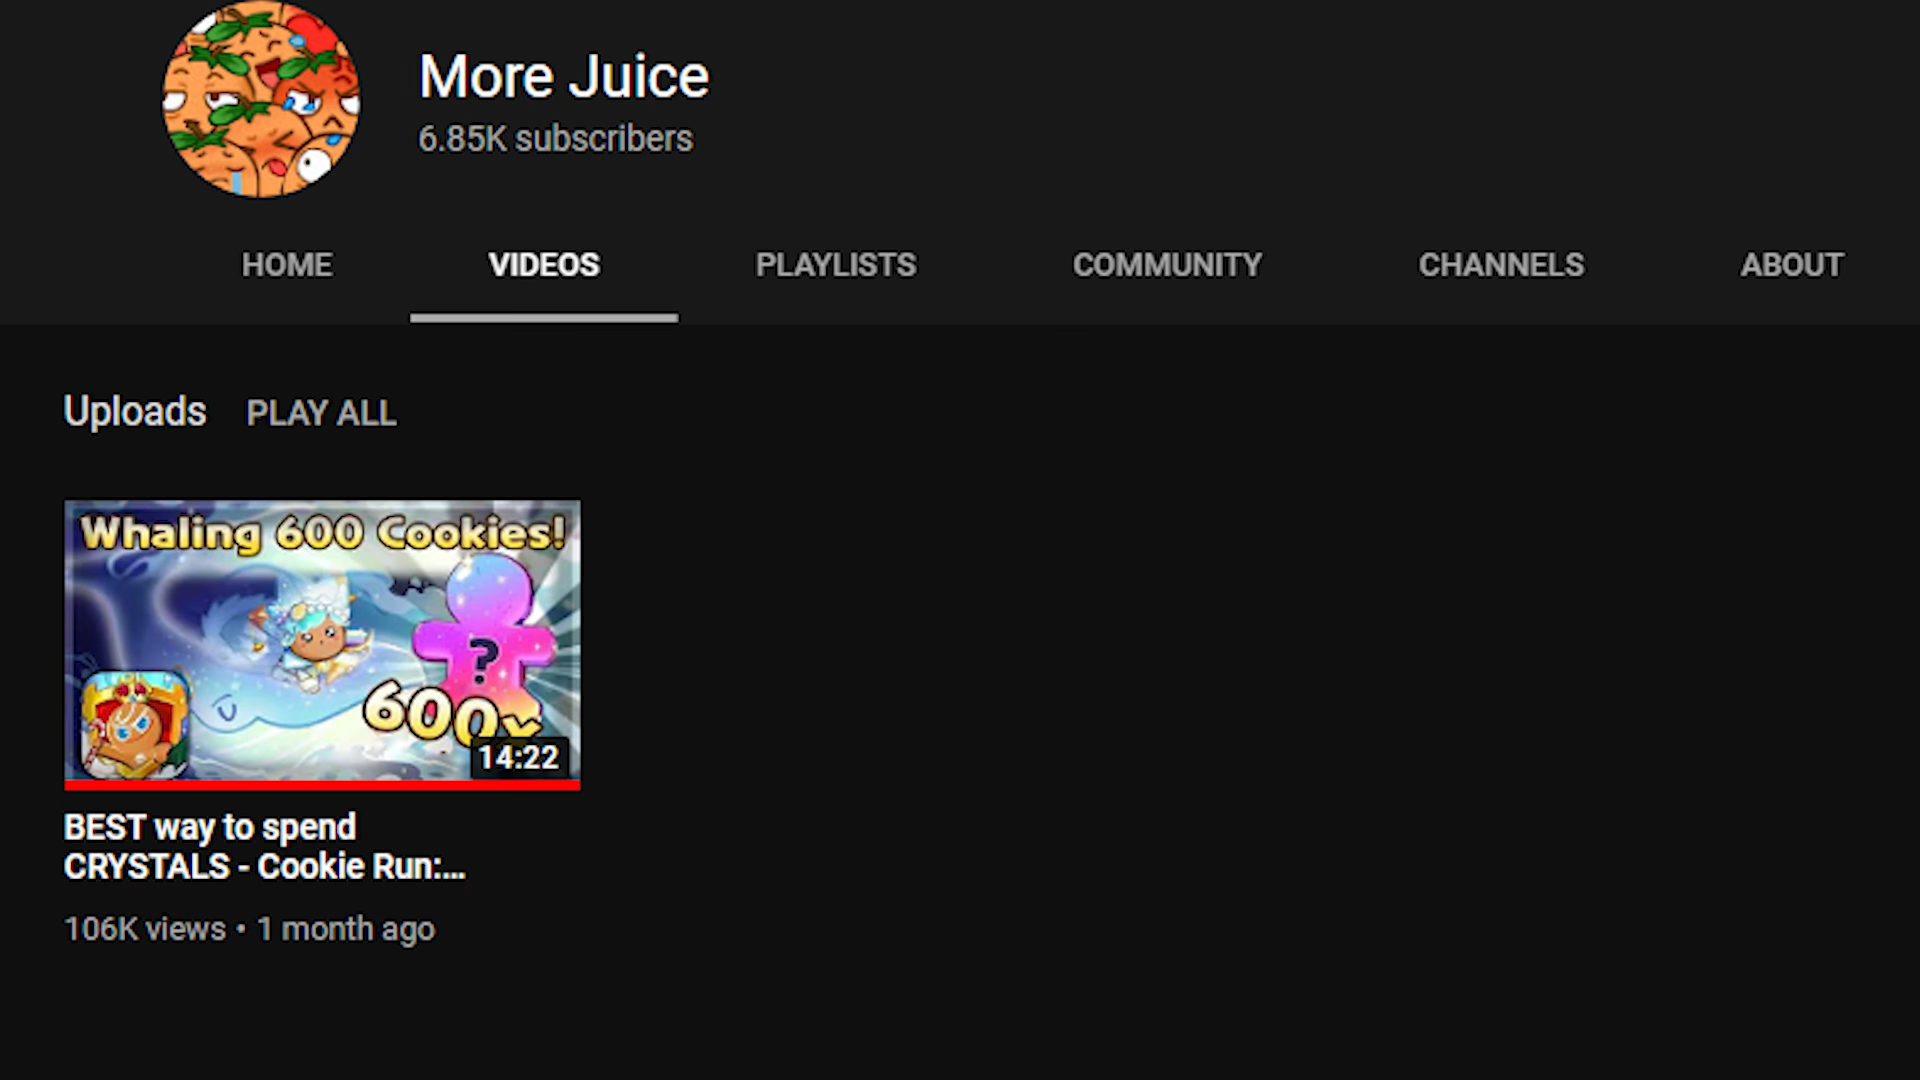 More Juice
6.85K subscribers
HOME VIDEOS PLAYLISTS COMMUNITY CHANNELS ABOUT
Uploads PLAY ALL
Whaling 600 Cookies!
?
600x
14:22
BEST way to spend
CRYSTALS - Cookie Run:...
106K views • 1 month ago